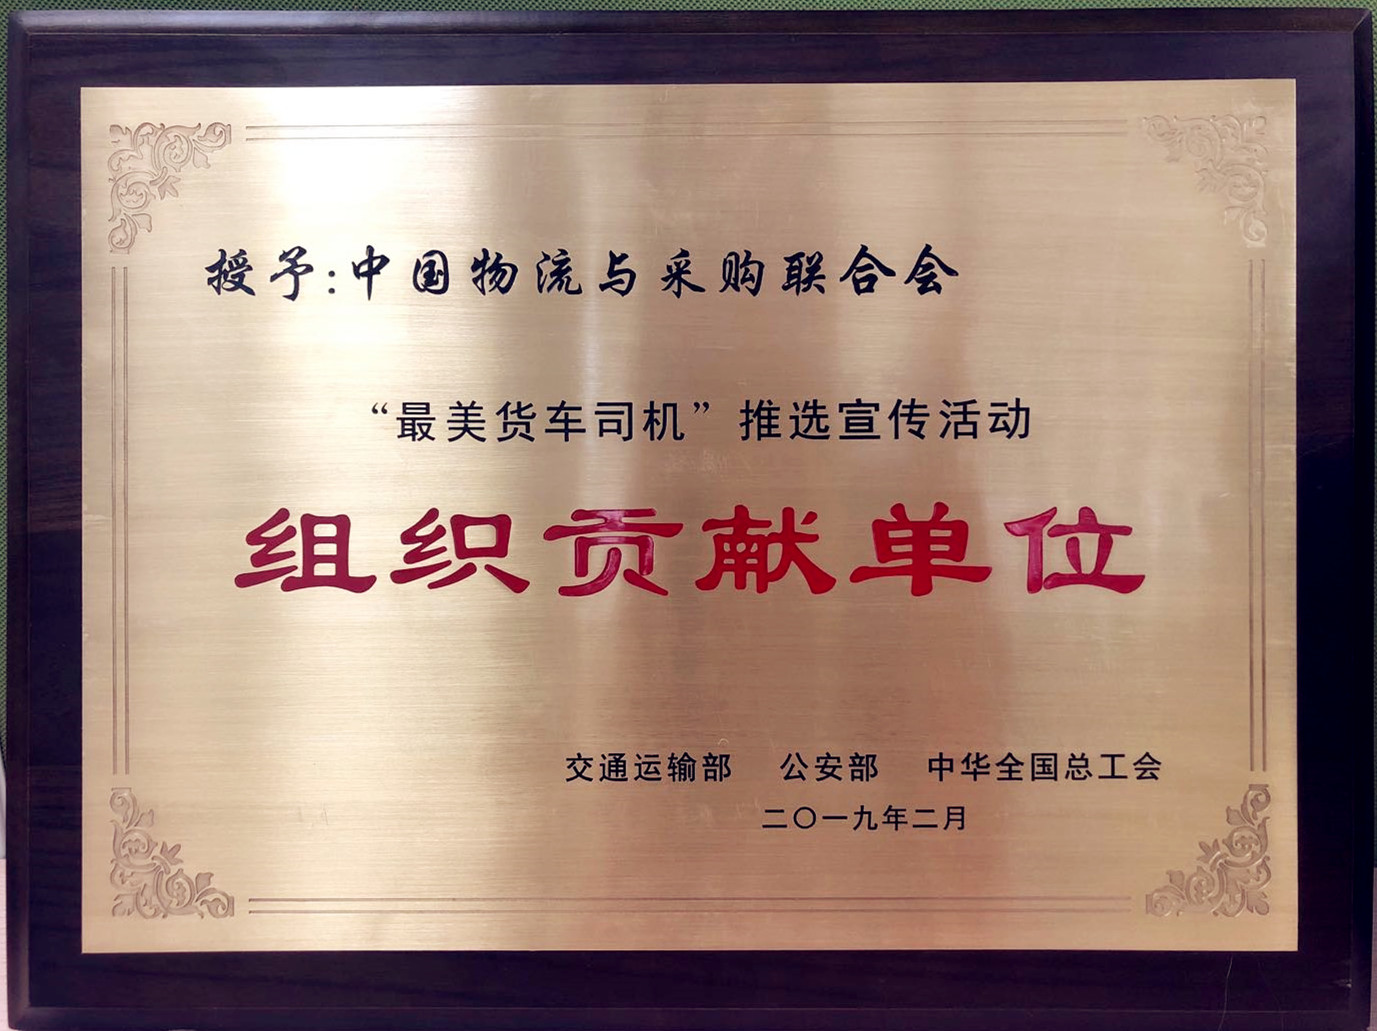 授予:中国物流与采购联合会
“最美货车司机”推选宣传活动
组织贡献单位
交通运输部 公安部 中华全国总工会
二〇一九年二月